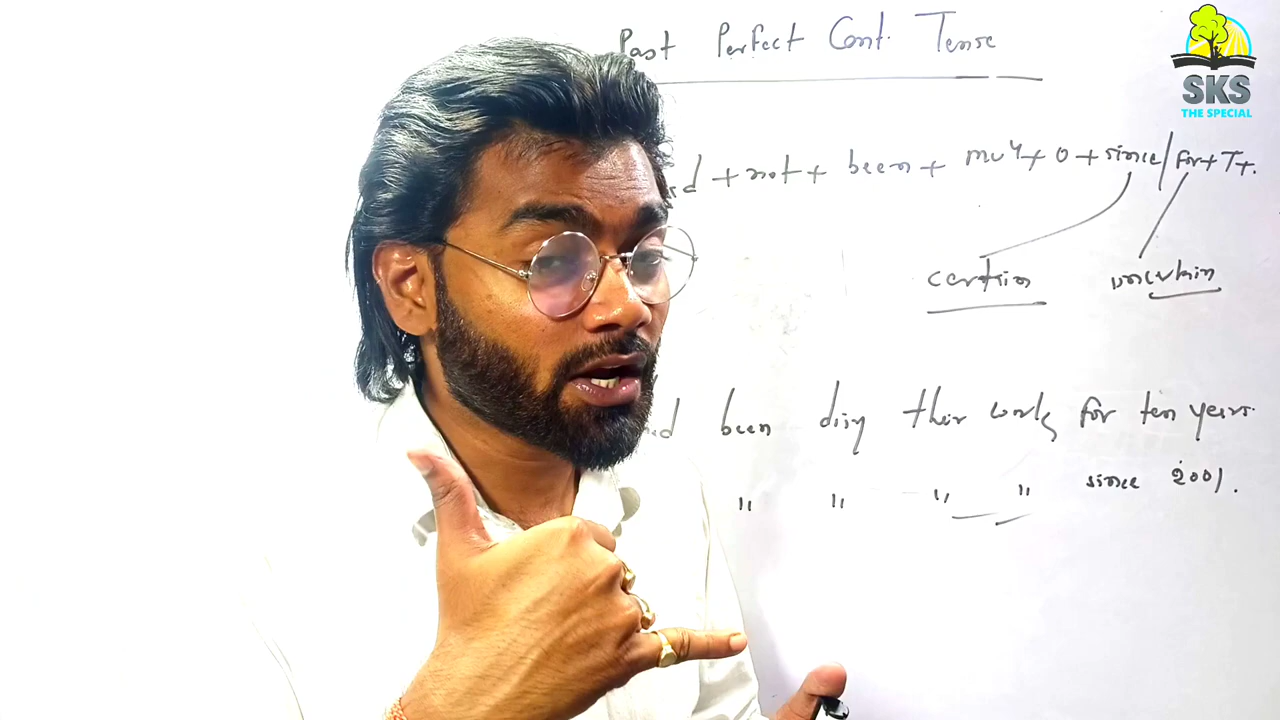 Past Perfect Cont. Tense
SKS
THE SPECIAL
d + not + been + mv4 + O + since/for + T+.
certain uncertain
d been doing their work for ten years.
" " " " since 2001.